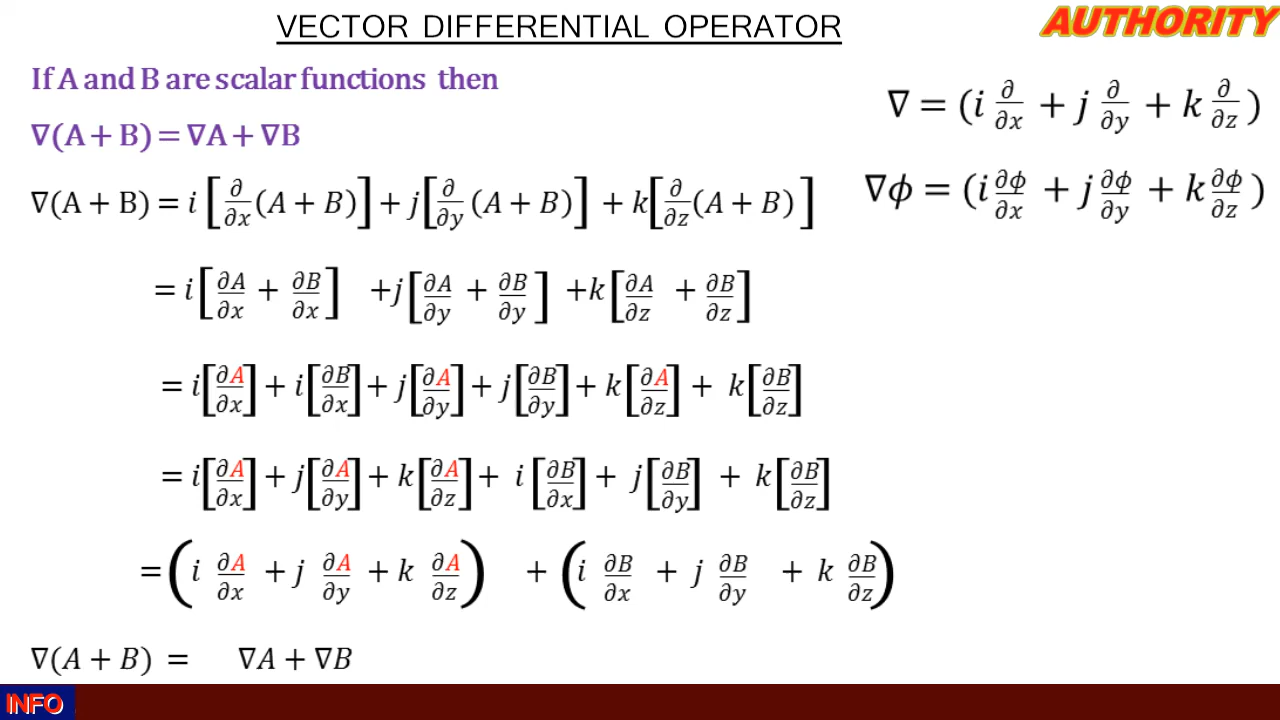 VECTOR DIFFERENTIAL OPERATOR
AUTHORITY
If A and B are scalar functions then
∇(A + B) = ∇A + ∇B
∇ = (i ∂/∂x + j ∂/∂y + k ∂/∂z )
∇ϕ = (i ∂ϕ/∂x + j ∂ϕ/∂y + k ∂ϕ/∂z )
∇(A + B) = i [∂/∂x (A + B)] + j[∂/∂y (A + B)] + k[∂/∂z (A + B) ]
= i [∂A/∂x + ∂B/∂x] +j[∂A/∂y + ∂B/∂y] +k[∂A/∂z + ∂B/∂z]
= i[∂A/∂x] + i[∂B/∂x] + j[∂A/∂y] + j[∂B/∂y] + k[∂A/∂z] + k[∂B/∂z]
= i[∂A/∂x] + j[∂A/∂y] + k[∂A/∂z] + i [∂B/∂x] + j[∂B/∂y] + k[∂B/∂z]
= (i ∂A/∂x + j ∂A/∂y + k ∂A/∂z) + (i ∂B/∂x + j ∂B/∂y + k ∂B/∂z)
∇(A + B) = ∇A + ∇B
INFO